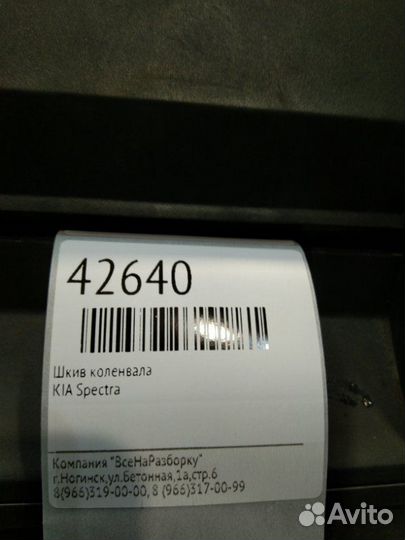 42640
Шкив коленвала
KIA Spectra
Компания "ВсеНаРазборку"
г.Ногинск,ул.Бетонная,1а,стр.6
8(966)319-00-00, 8 (966)317-00-99
Avito